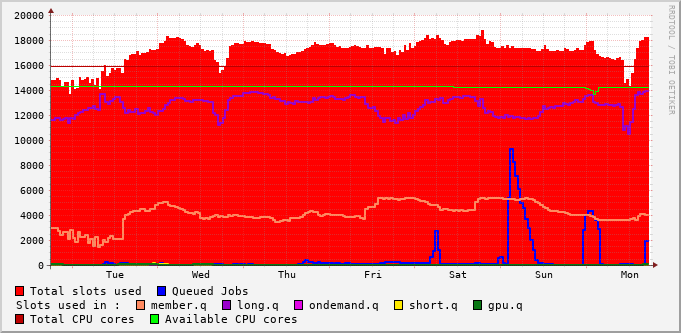 RRDTOOL / TOBI OETIKER
20000
18000
16000
14000
12000
10000
8000
6000
4000
2000
0
Tue Wed Thu Fri Sat Sun Mon
Total slots used Queued Jobs
Slots used in : member.q long.q ondemand.q short.q gpu.q
Total CPU cores Available CPU cores